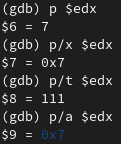 (gdb) p $edx
$6 = 7
(gdb) p/x $edx
$7 = 0x7
(gdb) p/t $edx
$8 = 111
(gdb) p/a $edx
$9 = 0x7